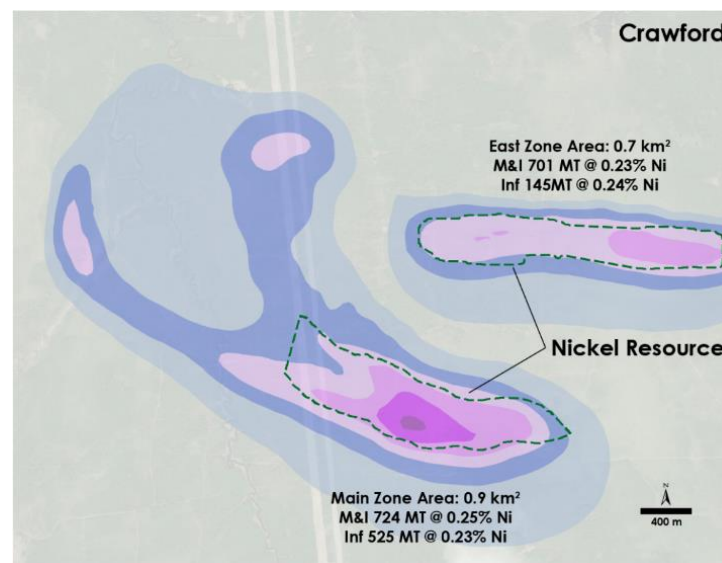 Crawford
East Zone Area: 0.7 km²
M&I 701 MT @ 0.23% Ni
Inf 145MT @ 0.24% Ni
Nickel Resource
Main Zone Area: 0.9 km²
M&I 724 MT @ 0.25% Ni
Inf 525 MT @ 0.23% Ni
N
400 m